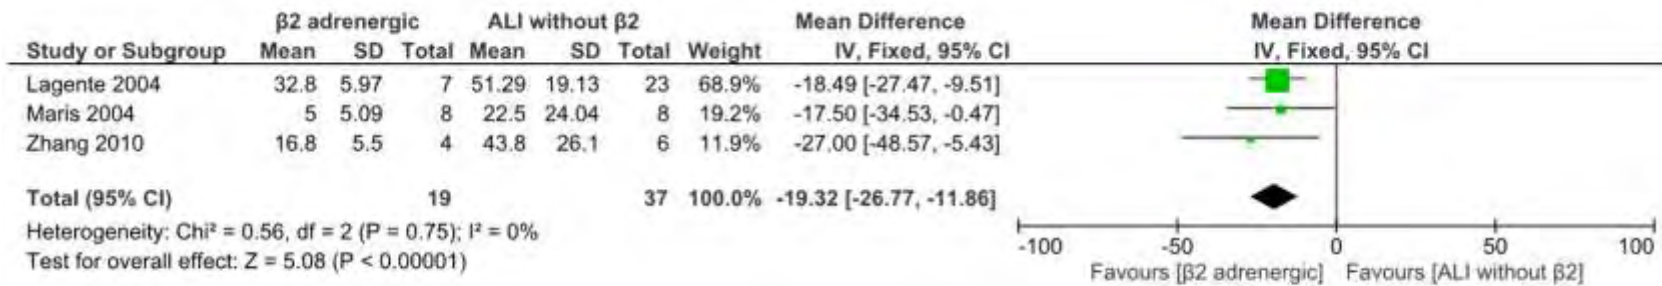 β2 adrenergic ALI without β2 Mean Difference Mean Difference
Study or Subgroup Mean SD Total Mean SD Total Weight IV, Fixed, 95% CI IV, Fixed, 95% CI
Lagente 2004 32.8 5.97 7 51.29 19.13 23 68.9% -18.49 [-27.47, -9.51]
Maris 2004 5 5.09 8 22.5 24.04 8 19.2% -17.50 [-34.53, -0.47]
Zhang 2010 16.8 5.5 4 43.8 26.1 6 11.9% -27.00 [-48.57, -5.43]
Total (95% CI) 19 37 100.0% -19.32 [-26.77, -11.86]
Heterogeneity: Chi² = 0.56, df = 2 (P = 0.75); I² = 0%
Test for overall effect: Z = 5.08 (P < 0.00001)
-100 -50 0 50 100
Favours [β2 adrenergic] Favours [ALI without β2]